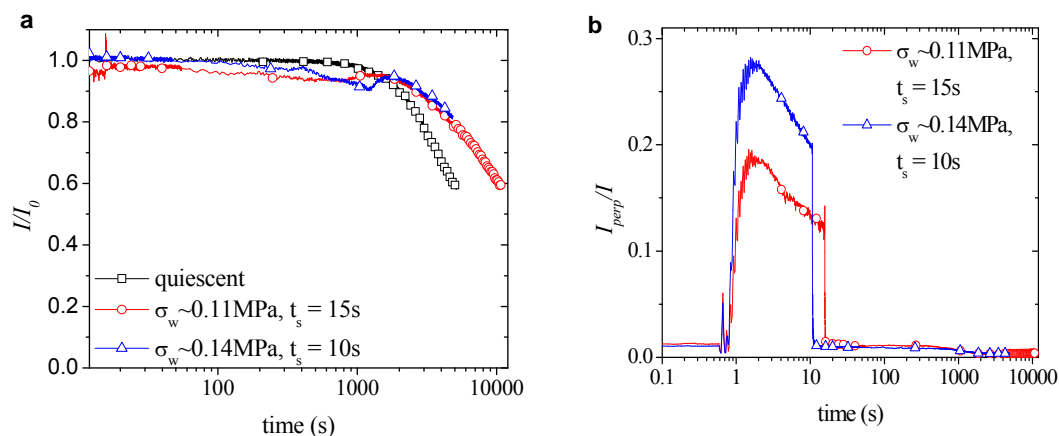 a
1.0
0.8
0.6
0.4
0.2
0.0
I/I0
quiescent
σw~0.11MPa, ts = 15s
σw~0.14MPa, ts = 10s
100 1000 10000
time (s)
b
0.3
0.2
0.1
0.0
Iperp/I
σw~0.11MPa,
ts = 15s
σw~0.14MPa,
ts = 10s
0.1 1 10 100 1000 10000
time (s)